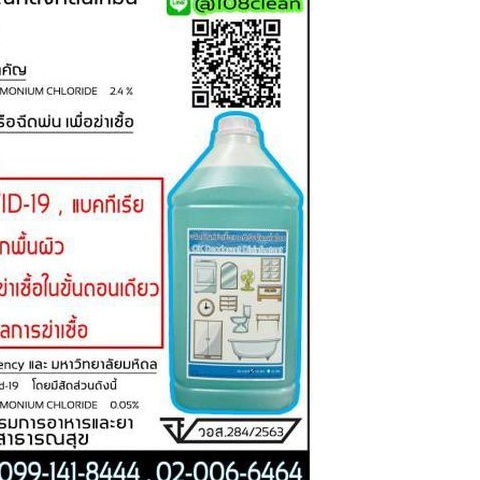 @108clean
MONIUM CHLORIDE 2.4 %
รือฉีดพ่น เพื่อฆ่าเชื้อ
ID-19 , แบคทีเรีย
กพื้นผิว
ข่าเชื้อในขั้นตอนเดียว
ลการฆ่าเชื้อ
ency และ มหาวิทยาลัยมหิดล
d-19 โดยมีสัดส่วนดังนี้
MONIUM CHLORIDE 0.05%
รมการอาหารและยา
สาธารณสุข
วอส.284/2563
099-141-8444 , 02-006-6464